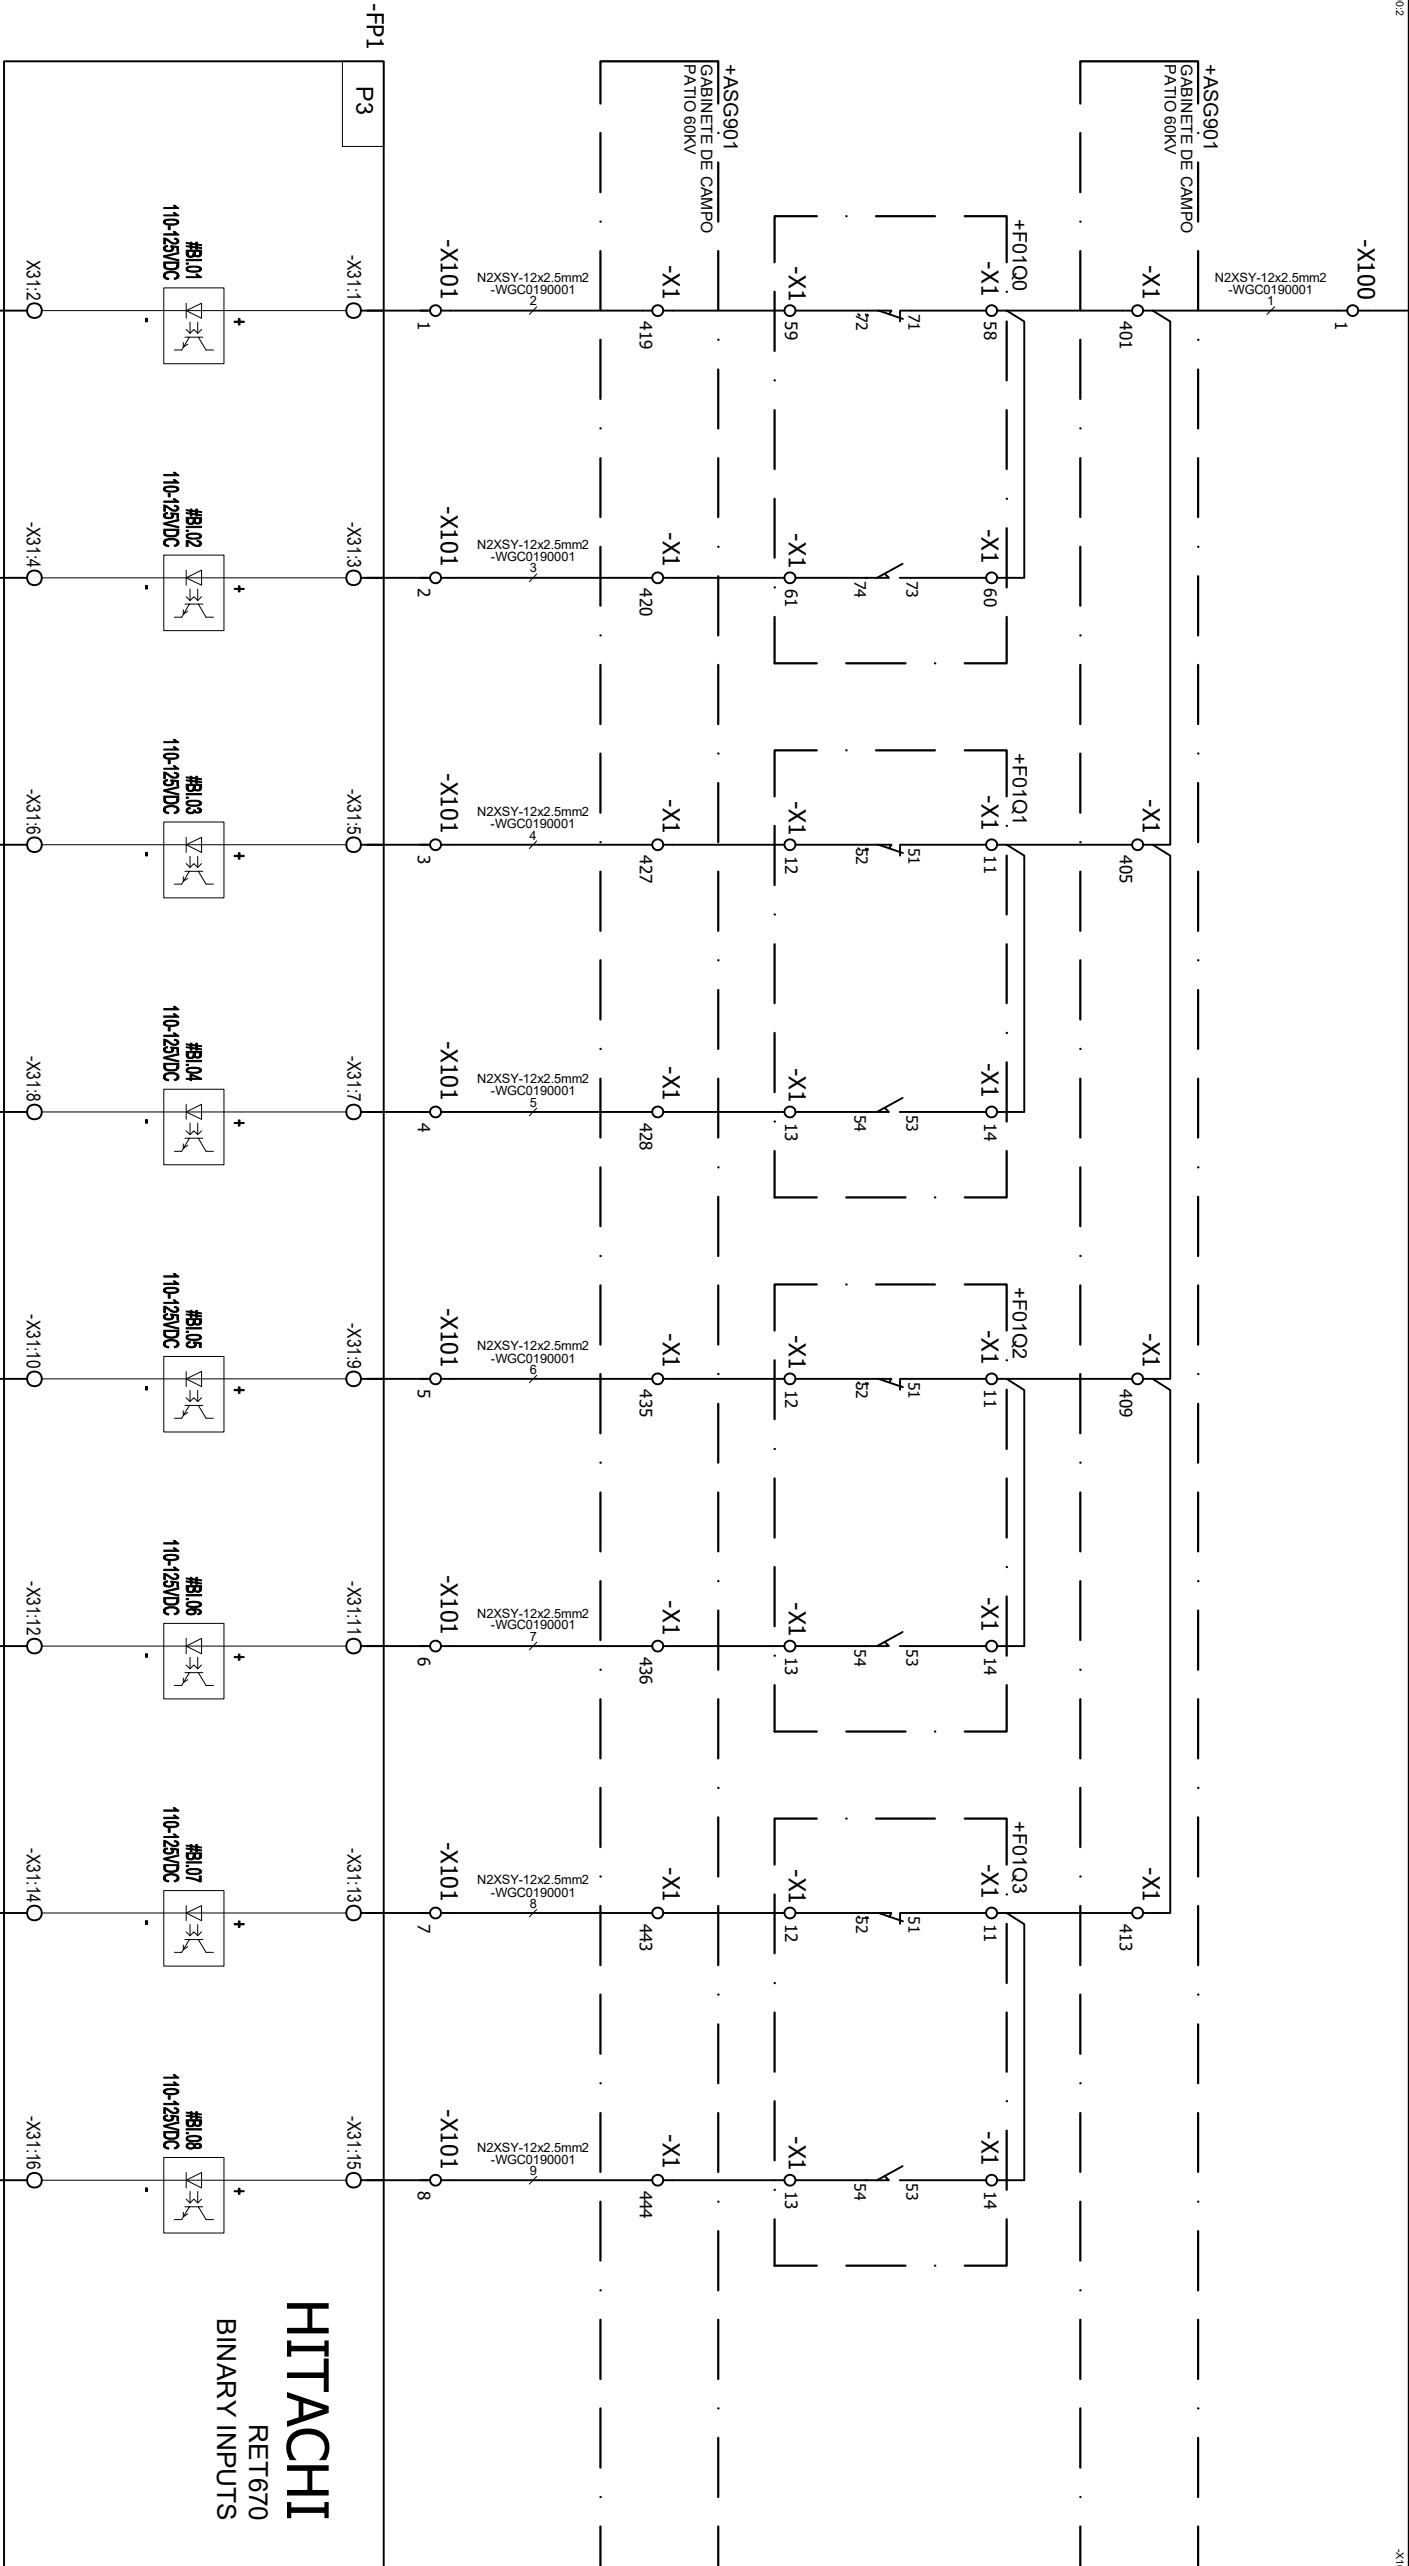 -X100
1
N2XSY-12x2.5mm2
-WGC0190001
1
+ASG901
GABINETE DE CAMPO
PATIO 60KV
-X1
401
-X1
405
-X1
409
-X1
413
+F01Q0
-X1
58
-X1
60
+F01Q1
-X1
11
-X1
14
+F01Q2
-X1
11
-X1
14
+F01Q3
-X1
11
-X1
14
71
72
73
74
51
52
53
54
51
52
53
54
51
52
53
54
-X1
59
-X1
61
-X1
12
-X1
13
-X1
12
-X1
13
-X1
12
-X1
13
+ASG901
GABINETE DE CAMPO
PATIO 60KV
-X1
419
-X1
420
-X1
427
-X1
428
-X1
435
-X1
436
-X1
443
-X1
444
N2XSY-12x2.5mm2
-WGC0190001
2
N2XSY-12x2.5mm2
-WGC0190001
3
N2XSY-12x2.5mm2
-WGC0190001
4
N2XSY-12x2.5mm2
-WGC0190001
5
N2XSY-12x2.5mm2
-WGC0190001
6
N2XSY-12x2.5mm2
-WGC0190001
7
N2XSY-12x2.5mm2
-WGC0190001
8
N2XSY-12x2.5mm2
-WGC0190001
9
-X101
1
-X101
2
-X101
3
-X101
4
-X101
5
-X101
6
-X101
7
-X101
8
-FP1
P3
-X31:1
-X31:3
-X31:5
-X31:7
-X31:9
-X31:11
-X31:13
-X31:15
HITACHI
RET670
BINARY INPUTS
#BI.01
110-125VDC
+
-
#BI.02
110-125VDC
+
-
#BI.03
110-125VDC
+
-
#BI.04
110-125VDC
+
-
#BI.05
110-125VDC
+
-
#BI.06
110-125VDC
+
-
#BI.07
110-125VDC
+
-
#BI.08
110-125VDC
+
-
X31:2
-X31:4
-X31:6
-X31:8
-X31:10
-X31:12
-X31:14
-X31:16